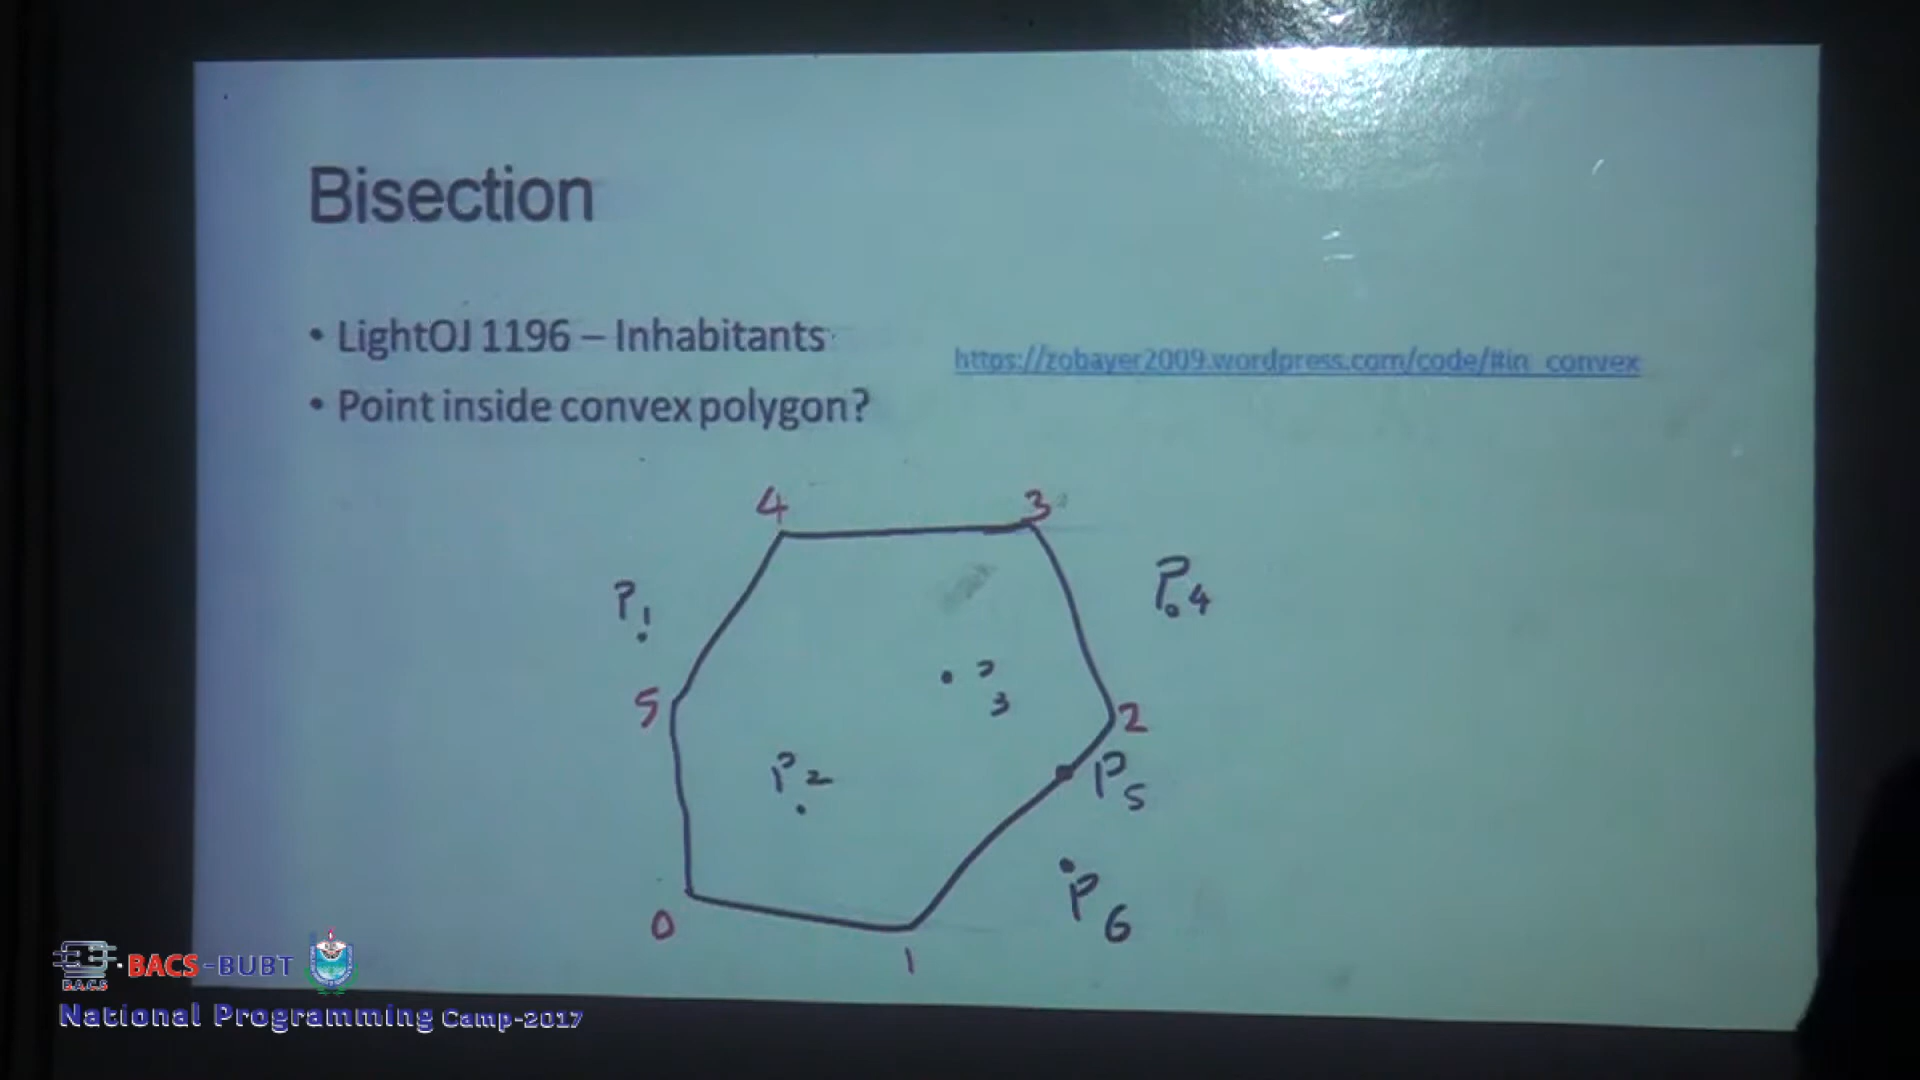 Bisection
• LightOJ 1196 – Inhabitants
https://zobayer2009.wordpress.com/code/#in_convex
• Point inside convex polygon?
4
3
P1
P4
P3
5
2
P2
P5
P6
0
1
B.A.C.S
BACS-BUBT
National Programming Camp-2017